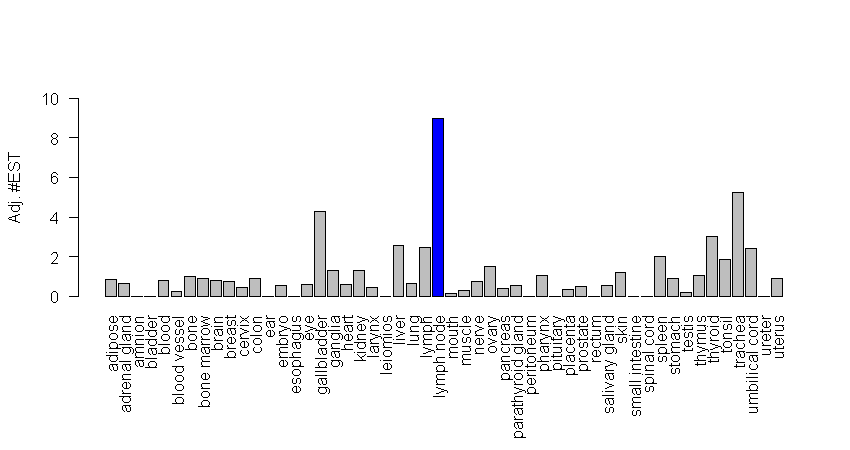 Adj. #EST
10
8
6
4
2
0
adipose
adrenal gland
amnion
bladder
blood
blood vessel
bone
bone marrow
brain
breast
cervix
colon
ear
embryo
esophagus
eye
gallbladder
ganglia
heart
kidney
larynx
leiomios
liver
lung
lymph
lymph node
mouth
muscle
nerve
ovary
pancreas
parathyroid gland
peritoneum
pharynx
pituitary
placenta
prostate
rectum
salivary gland
skin
small intestine
spinal cord
spleen
stomach
testis
thymus
thyroid
tonsil
trachea
umbilical cord
ureter
uterus